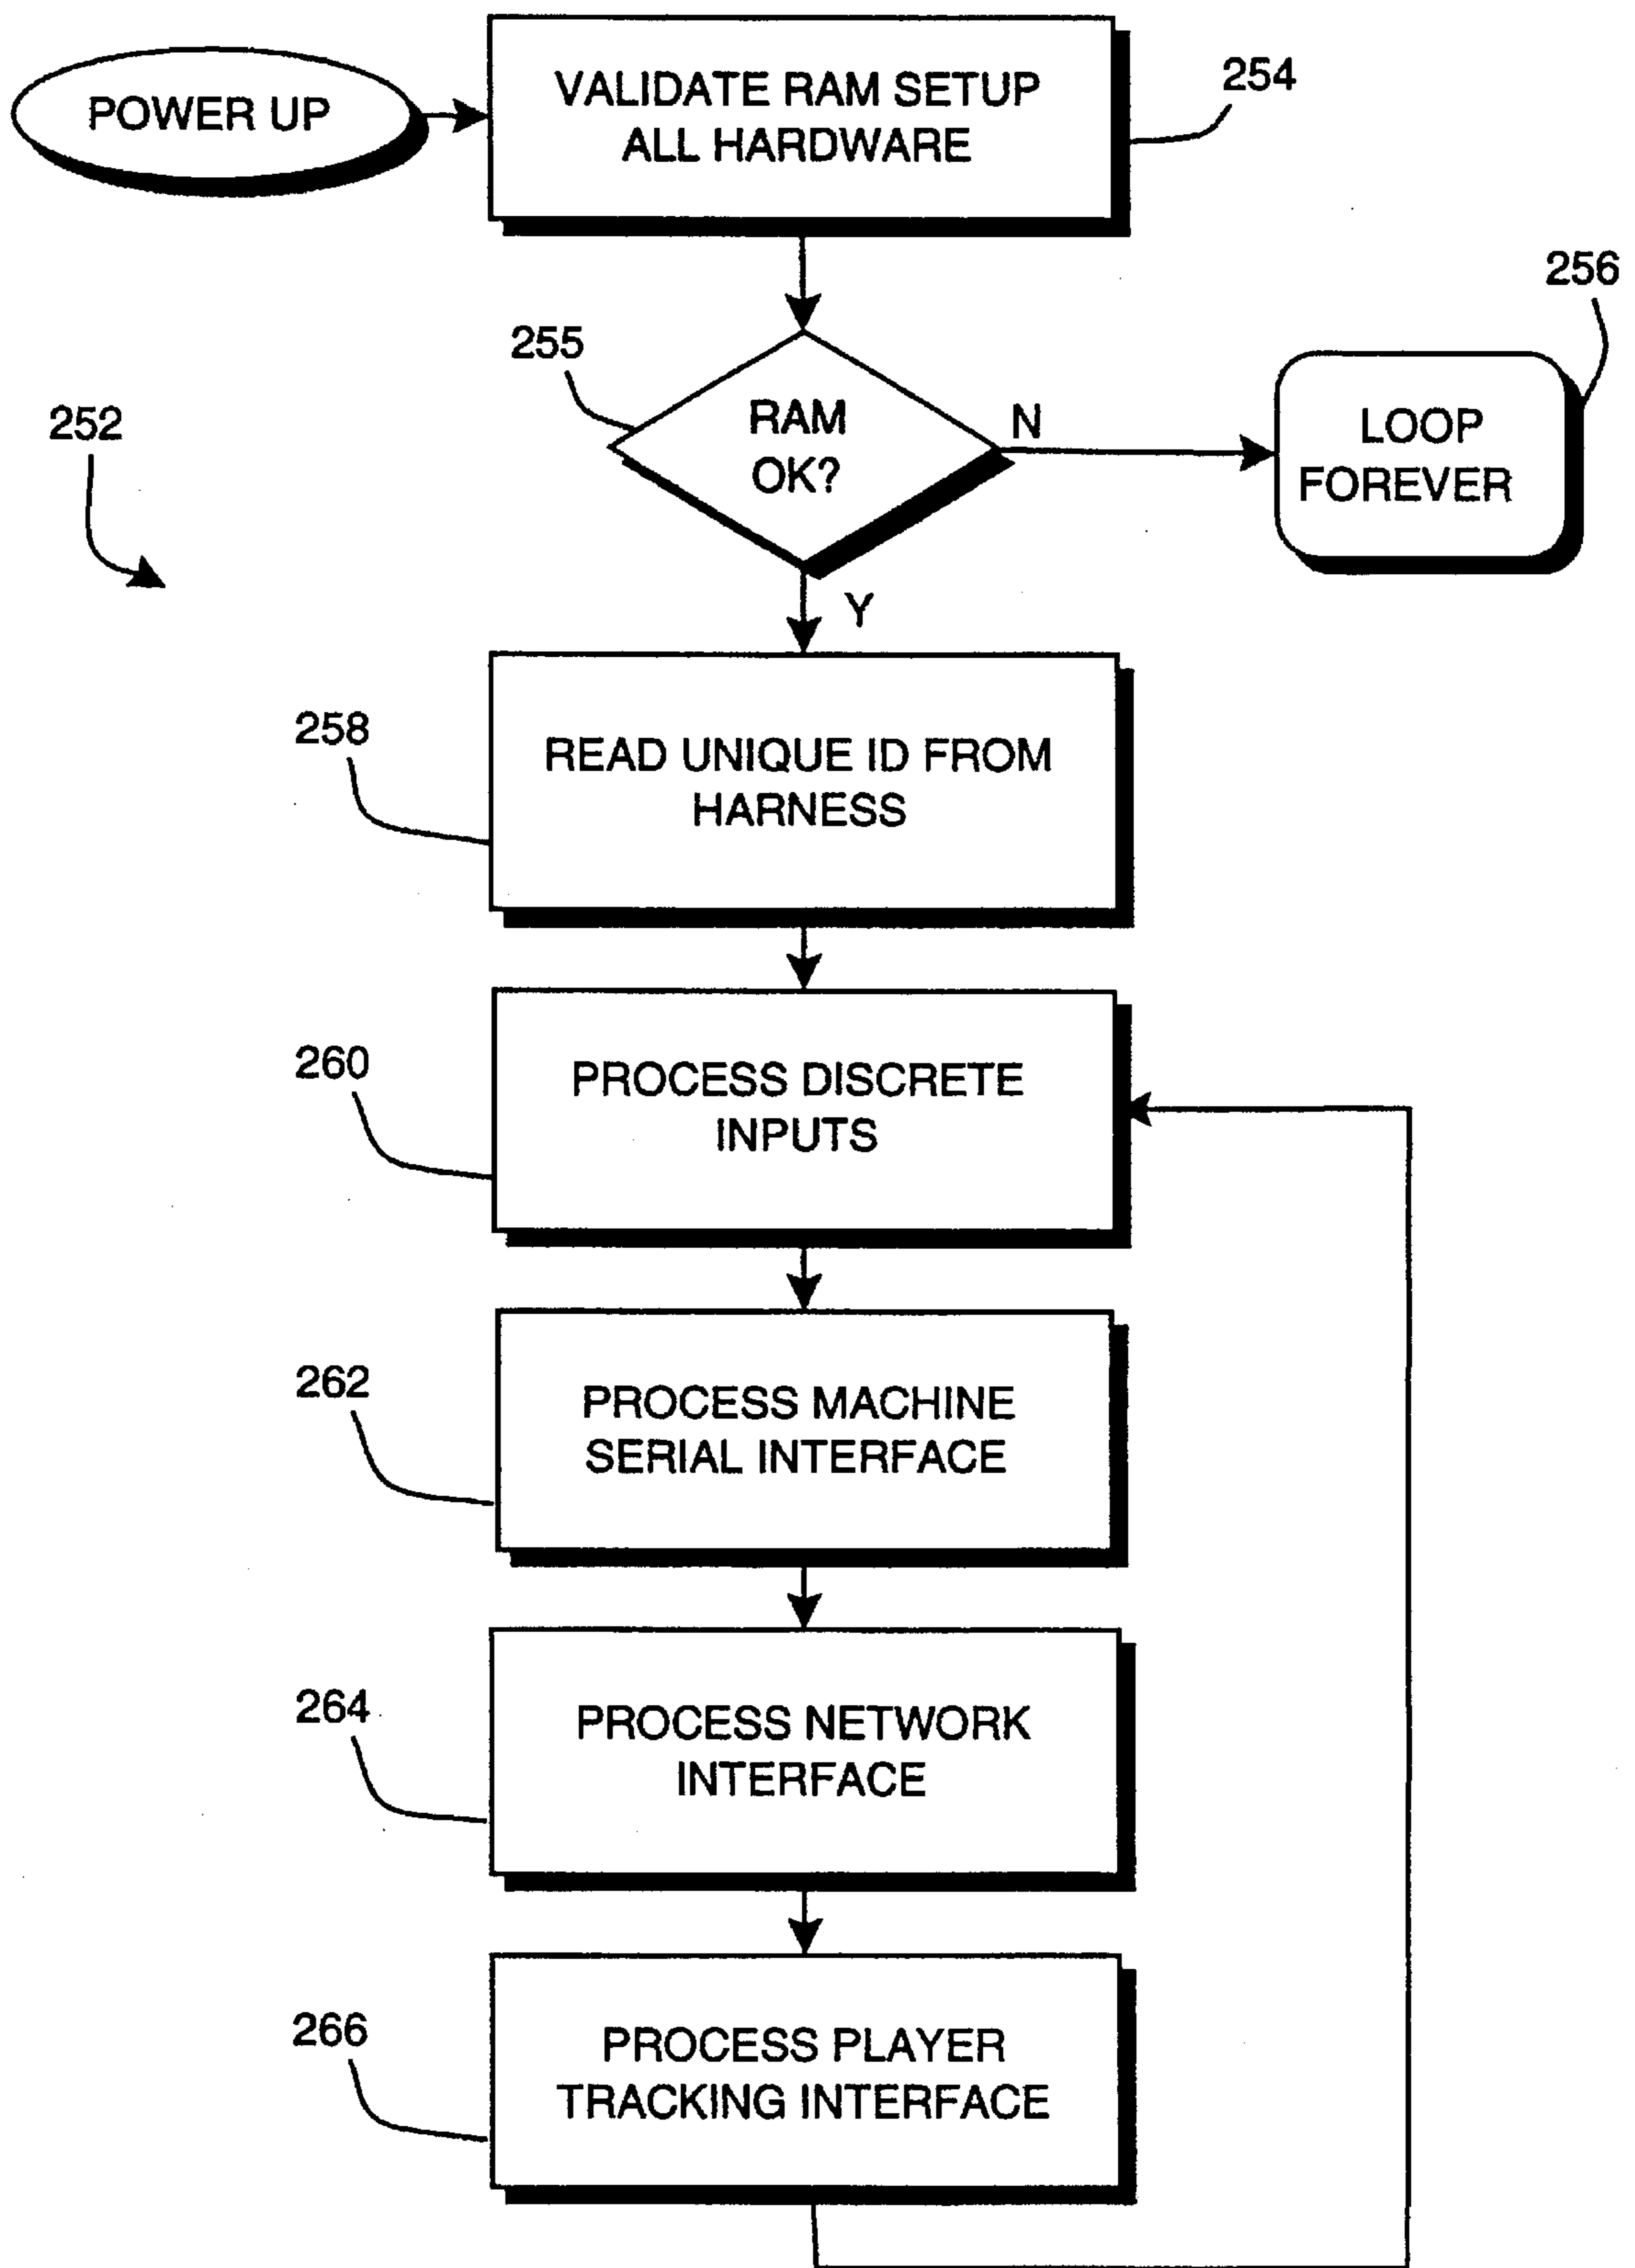 POWER UP
VALIDATE RAM SETUP
ALL HARDWARE
254
255
RAM
OK?
N
256
LOOP
FOREVER
252
Y
258
READ UNIQUE ID FROM
HARNESS
260
PROCESS DISCRETE
INPUTS
262
PROCESS MACHINE
SERIAL INTERFACE
264
PROCESS NETWORK
INTERFACE
266
PROCESS PLAYER
TRACKING INTERFACE